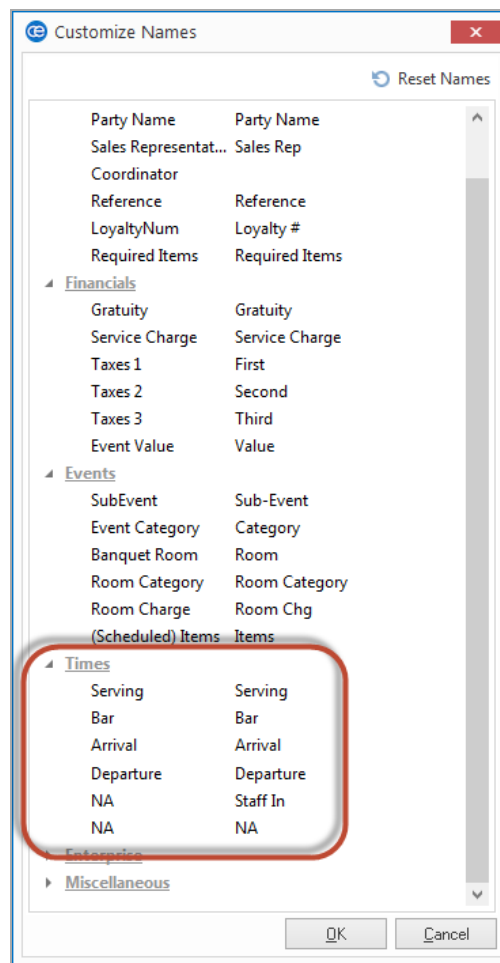 Customize Names
Reset Names
Party Name Party Name
Sales Representat... Sales Rep
Coordinator
Reference Reference
LoyaltyNum Loyalty #
Required Items Required Items
Financials
Gratuity Gratuity
Service Charge Service Charge
Taxes 1 First
Taxes 2 Second
Taxes 3 Third
Event Value Value
Events
SubEvent Sub-Event
Event Category Category
Banquet Room Room
Room Category Room Category
Room Charge Room Chg
(Scheduled) Items Items
Times
Serving Serving
Bar Bar
Arrival Arrival
Departure Departure
NA Staff In
NA NA
Enterprise
Miscellaneous
OK Cancel